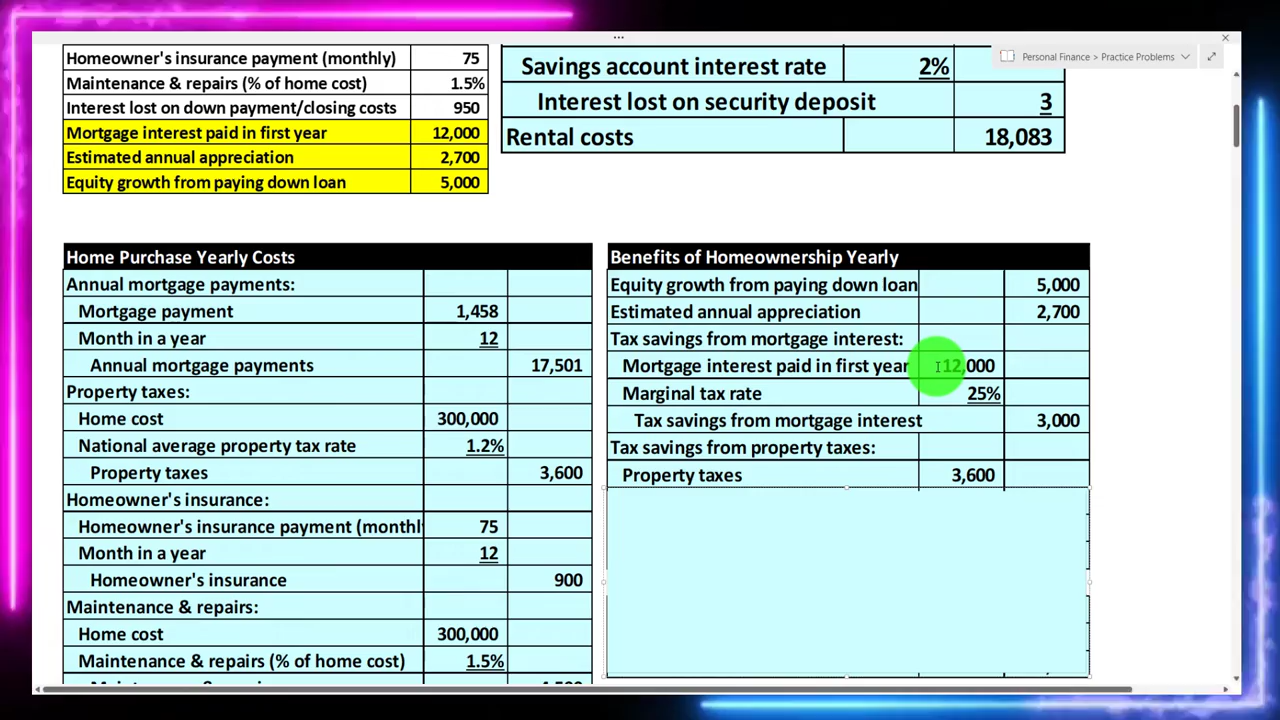 Personal Finance > Practice Problems
Homeowner's insurance payment (monthly) 75
Maintenance & repairs (% of home cost) 1.5%
Interest lost on down payment/closing costs 950
Mortgage interest paid in first year 12,000
Estimated annual appreciation 2,700
Equity growth from paying down loan 5,000
Savings account interest rate 2%
Interest lost on security deposit 3
Rental costs 18,083
Home Purchase Yearly Costs
Annual mortgage payments:
Mortgage payment 1,458
Month in a year 12
Annual mortgage payments 17,501
Property taxes:
Home cost 300,000
National average property tax rate 1.2%
Property taxes 3,600
Homeowner's insurance:
Homeowner's insurance payment (monthl 75
Month in a year 12
Homeowner's insurance 900
Maintenance & repairs:
Home cost 300,000
Maintenance & repairs (% of home cost) 1.5%
Benefits of Homeownership Yearly
Equity growth from paying down loan 5,000
Estimated annual appreciation 2,700
Tax savings from mortgage interest:
Mortgage interest paid in first year 12,000
Marginal tax rate 25%
Tax savings from mortgage interest 3,000
Tax savings from property taxes:
Property taxes 3,600